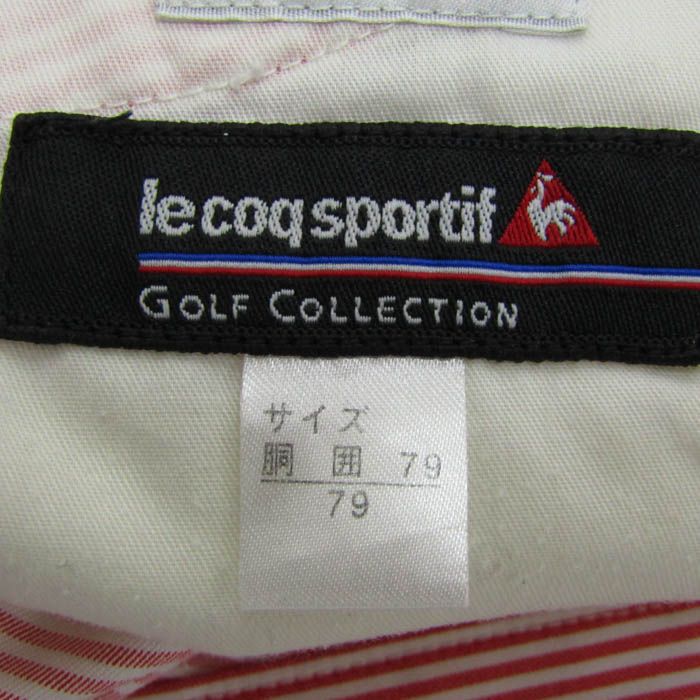 le coq sportif
GOLF COLLECTION
サイズ
胴 囲 79
79